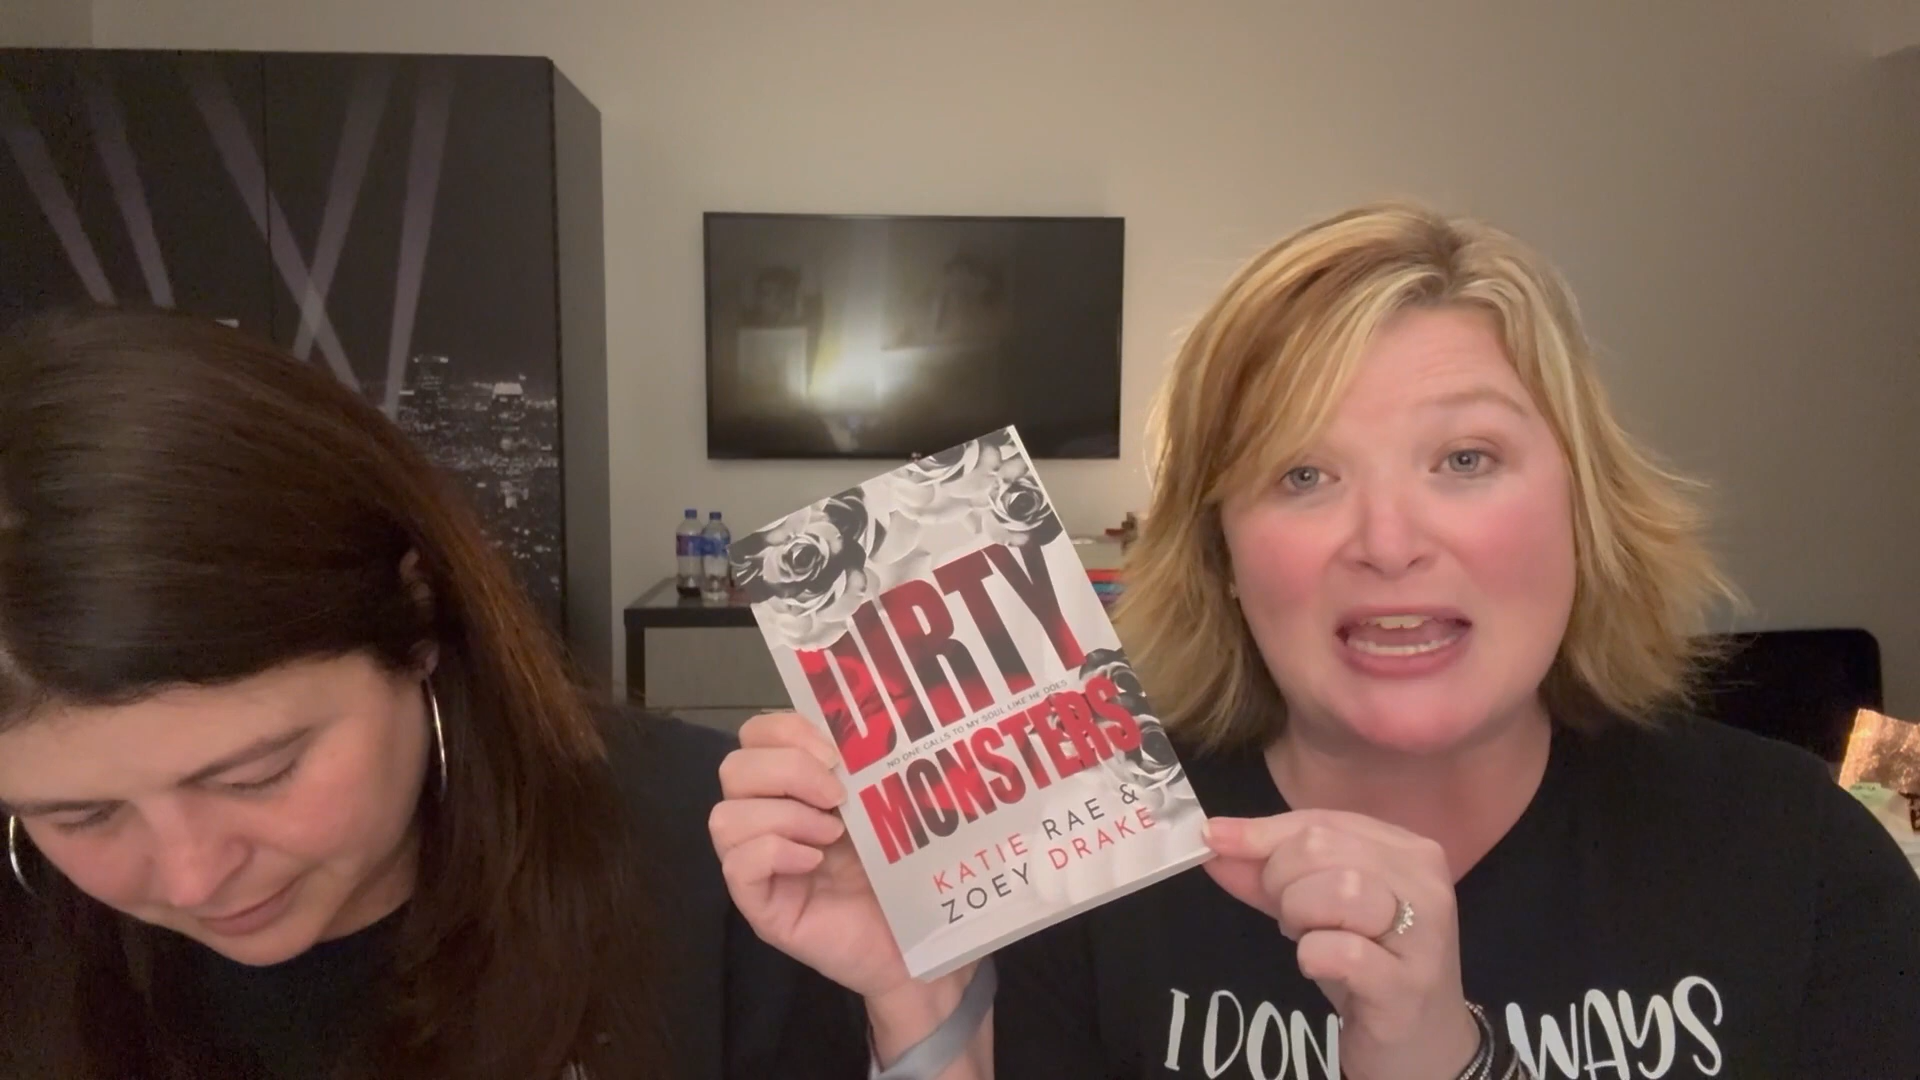 DIRTY
NO ONE CALLS TO MY SOUL LIKE HE DOES
MONSTERS
KATIE RAE &
ZOEY DRAKE
I DON WAYS